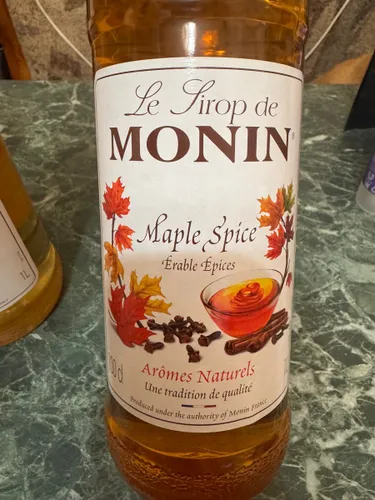 Le Sirop de
MONIN
Maple Spice
Érable Épices
Arômes Naturels
Une tradition de qualité
Produced under the authority of Monin France
1L